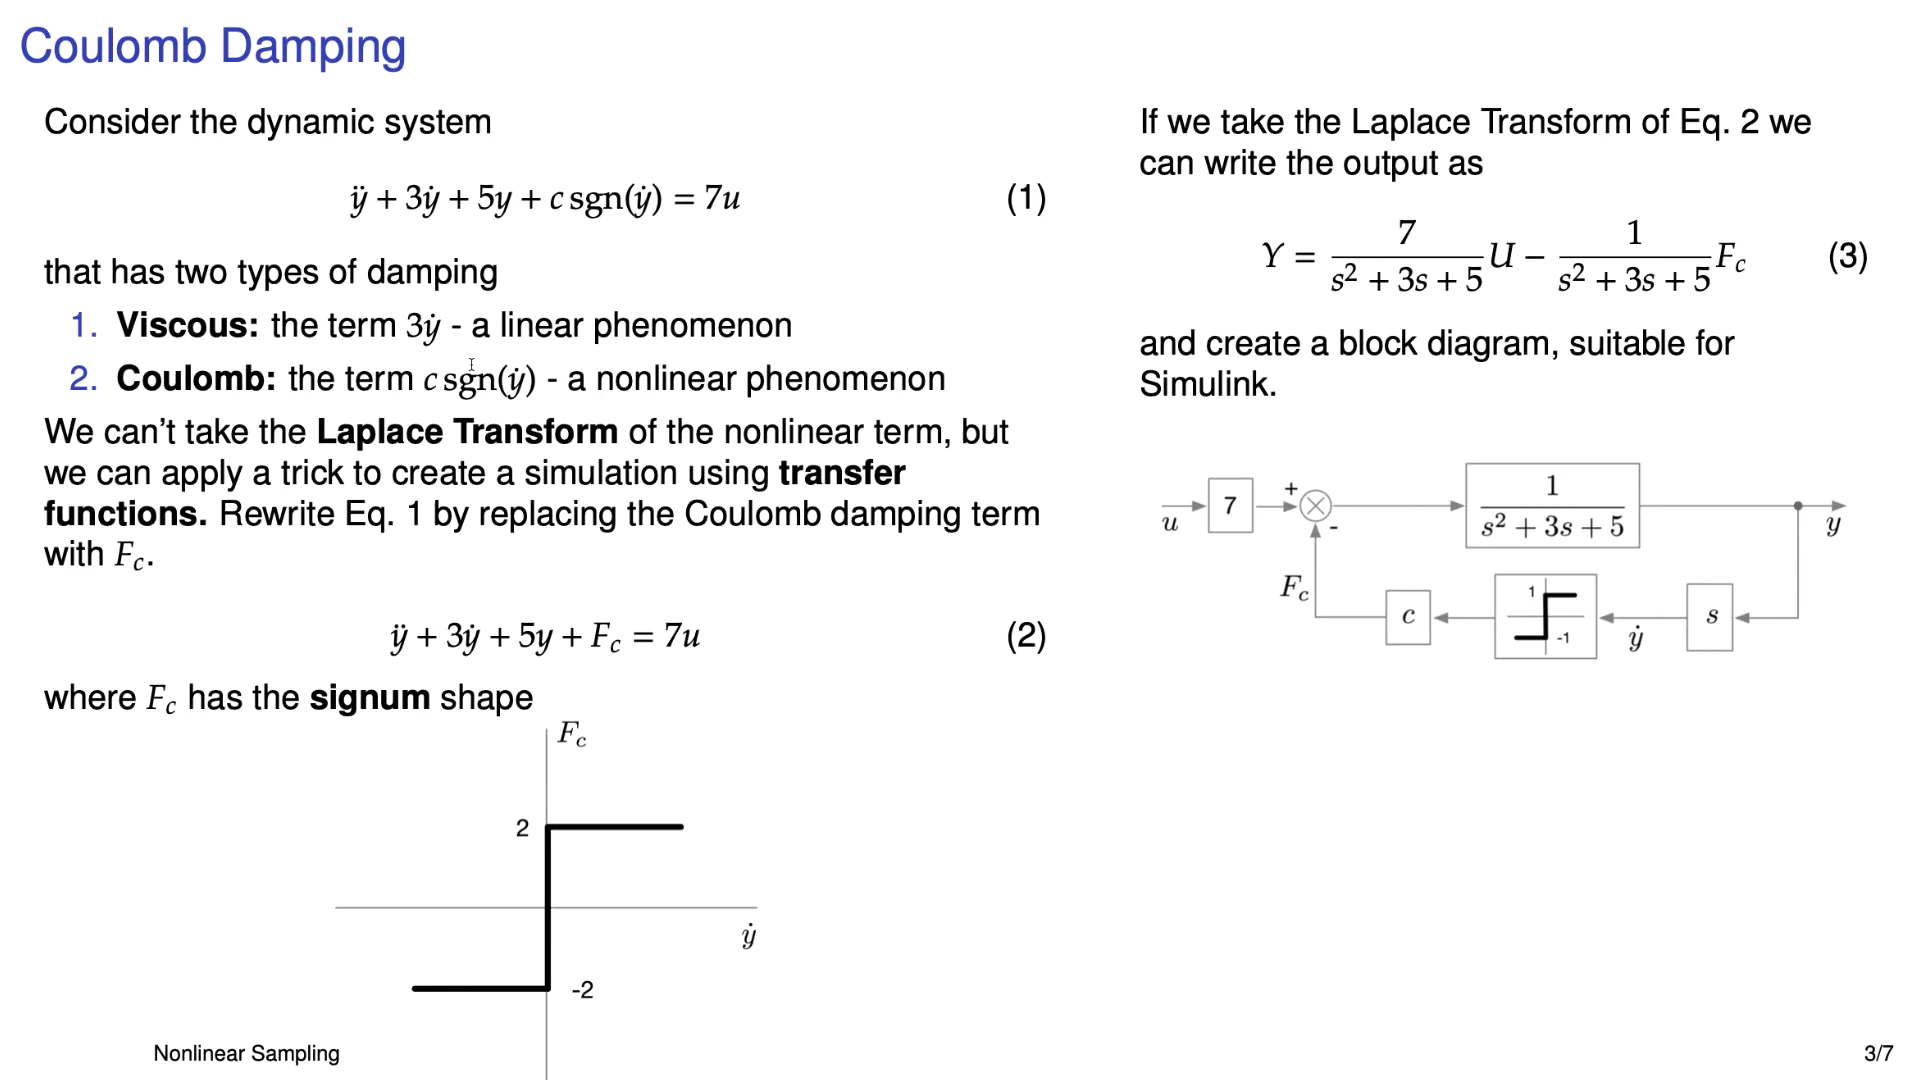 Coulomb Damping
Consider the dynamic system
ÿ + 3ẏ + 5y + c sgn(ẏ) = 7u (1)
that has two types of damping
1. Viscous: the term 3ẏ - a linear phenomenon
2. Coulomb: the term c sgn(ẏ) - a nonlinear phenomenon
We can't take the Laplace Transform of the nonlinear term, but
we can apply a trick to create a simulation using transfer
functions. Rewrite Eq. 1 by replacing the Coulomb damping term
with F_c.
ÿ + 3ẏ + 5y + F_c = 7u (2)
where F_c has the signum shape
F_c
2
ẏ
-2
If we take the Laplace Transform of Eq. 2 we
can write the output as
Y = 7/(s² + 3s + 5) U − 1/(s² + 3s + 5) F_c (3)
and create a block diagram, suitable for
Simulink.
u 7 + - 1/(s² + 3s + 5) y
F_c c 1 -1 ẏ s
Nonlinear Sampling
3/7